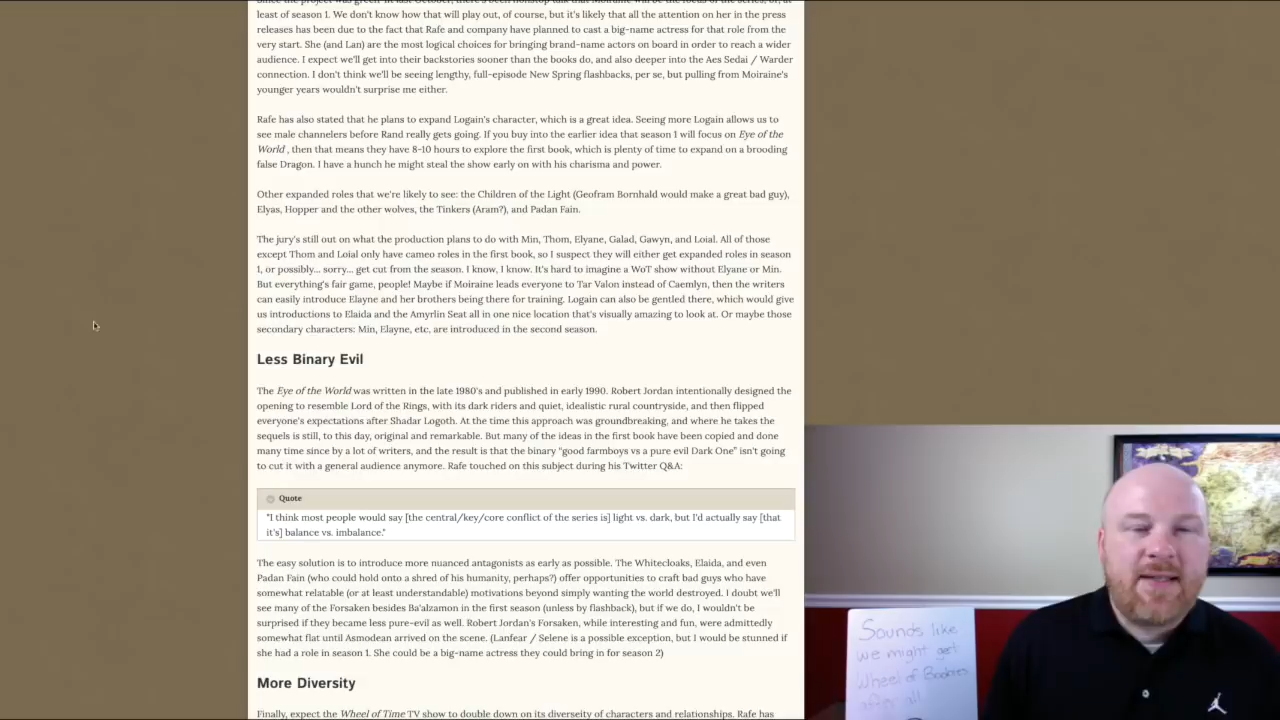 Since the project was green-lit last October, there's been nonstop talk that Moiraine will be the focus of the series, or, at
least of season 1. We don't know how that will play out, of course, but it's likely that all the attention on her in the press
releases has been due to the fact that Rafe and company have planned to cast a big-name actress for that role from the
very start. She (and Lan) are the most logical choices for bringing brand-name actors on board in order to reach a wider
audience. I expect we'll get into their backstories sooner than the books do, and also deeper into the Aes Sedai / Warder
connection. I don't think we'll be seeing lengthy, full-episode New Spring flashbacks, per se, but pulling from Moiraine's
younger years wouldn't surprise me either.
Rafe has also stated that he plans to expand Logain's character, which is a great idea. Seeing more Logain allows us to
see male channelers before Rand really gets going. If you buy into the earlier idea that season 1 will focus on Eye of the
World , then that means they have 8-10 hours to explore the first book, which is plenty of time to expand on a brooding
false Dragon. I have a hunch he might steal the show early on with his charisma and power.
Other expanded roles that we're likely to see: the Children of the Light (Geofram Bornhald would make a great bad guy),
Elyas, Hopper and the other wolves, the Tinkers (Aram?), and Padan Fain.
The jury's still out on what the production plans to do with Min, Thom, Elyane, Galad, Gawyn, and Loial. All of those
except Thom and Loial only have cameo roles in the first book, so I suspect they will either get expanded roles in season
1, or possibly... sorry... get cut from the season. I know, I know. It's hard to imagine a WoT show without Elyane or Min.
But everything's fair game, people! Maybe if Moiraine leads everyone to Tar Valon instead of Caemlyn, then the writers
can easily introduce Elayne and her brothers being there for training. Logain can also be gentled there, which would give
us introductions to Elaida and the Amyrlin Seat all in one nice location that's visually amazing to look at. Or maybe those
secondary characters: Min, Elayne, etc, are introduced in the second season.
Less Binary Evil
The Eye of the World was written in the late 1980's and published in early 1990. Robert Jordan intentionally designed the
opening to resemble Lord of the Rings, with its dark riders and quiet, idealistic rural countryside, and then flipped
everyone's expectations after Shadar Logoth. At the time this approach was groundbreaking, and where he takes the
sequels is still, to this day, original and remarkable. But many of the ideas in the first book have been copied and done
many time since by a lot of writers, and the result is that the binary “good farmboys vs a pure evil Dark One” isn't going
to cut it with a general audience anymore. Rafe touched on this subject during his Twitter Q&A:
Quote
"I think most people would say [the central/key/core conflict of the series is] light vs. dark, but I'd actually say [that
it's] balance vs. imbalance."
The easy solution is to introduce more nuanced antagonists as early as possible. The Whitecloaks, Elaida, and even
Padan Fain (who could hold onto a shred of his humanity, perhaps?) offer opportunities to craft bad guys who have
somewhat relatable (or at least understandable) motivations beyond simply wanting the world destroyed. I doubt we'll
see many of the Forsaken besides Ba'alzamon in the first season (unless by flashback), but if we do, I wouldn't be
surprised if they became less pure-evil as well. Robert Jordan's Forsaken, while interesting and fun, were admittedly
somewhat flat until Asmodean arrived on the scene. (Lanfear / Selene is a possible exception, but I would be stunned if
she had a role in season 1. She could be a big-name actress they could bring in for season 2)
More Diversity
Finally, expect the Wheel of Time TV show to double down on its diverseity of characters and relationships. Rafe has
Sounds like
we might get
Wheel of Boobies
after all